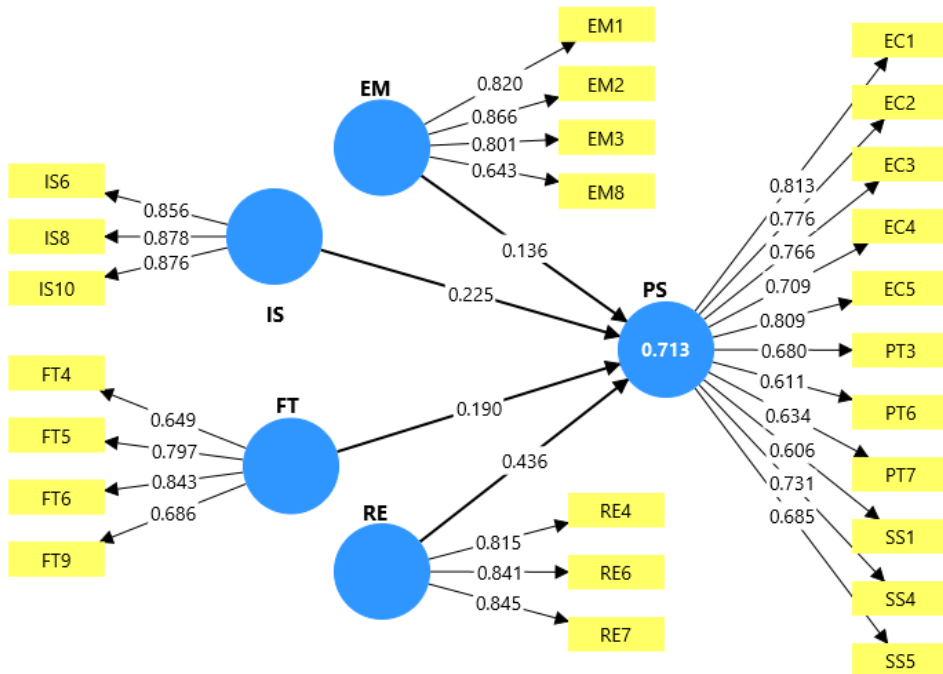 EM1
EC1
EM
0.820
EM2
EC2
0.866
EM3
0.801
EC3
0.643
IS6
0.856
EM8
0.813
0.776
EC4
IS8
0.878
0.136
0.766
IS10
0.876
0.709
EC5
0.225
PS
0.809
IS
0.713
0.680
PT3
FT4
0.611
PT6
0.649
FT
0.190
0.634
FT5
0.797
0.606
PT7
0.436
0.731
FT6
0.843
0.685
0.686
RE
RE4
SS1
0.815
FT9
0.841
RE6
SS4
0.845
RE7
SS5